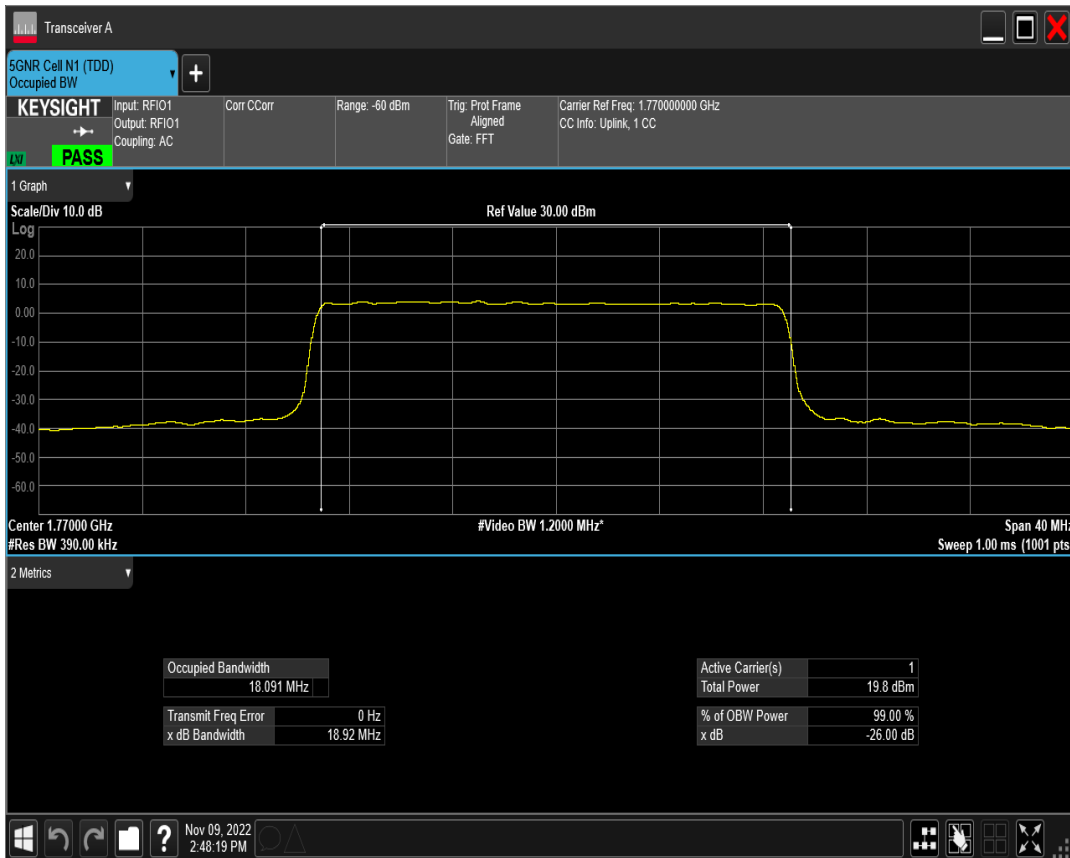 Transceiver A
5GNR Cell N1 (TDD)
Occupied BW
+
KEYSIGHT
LXI
PASS
Input: RFIO1
Output: RFIO1
Coupling: AC
Corr CCorr
Range: -60 dBm
Trig: Prot Frame
Aligned
Gate: FFT
Carrier Ref Freq: 1.770000000 GHz
CC Info: Uplink, 1 CC
1 Graph
Scale/Div 10.0 dB
Ref Value 30.00 dBm
Log
20.0
10.0
0.00
-10.0
-20.0
-30.0
-40.0
-50.0
-60.0
Center 1.77000 GHz
#Video BW 1.2000 MHz*
Span 40 MHz
#Res BW 390.00 kHz
Sweep 1.00 ms (1001 pts
2 Metrics
Occupied Bandwidth
18.091 MHz
Transmit Freq Error 0 Hz
x dB Bandwidth 18.92 MHz
Active Carrier(s) 1
Total Power 19.8 dBm
% of OBW Power 99.00 %
x dB -26.00 dB
?
Nov 09, 2022
2:48:19 PM